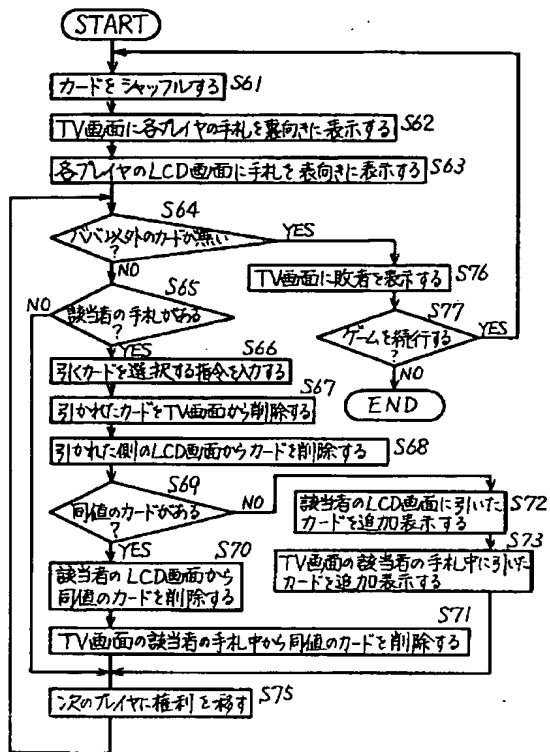 START
カードをシャッフルする S61
TV画面に各プレイヤの手札を裏向きに表示する S62
各プレイヤのLCD画面に手札を表向きに表示する S63
S64
ババ以外のカードが無い
?
YES
NO
TV画面に敗者を表示する S76
S65
NO
該当者の手札がある
?
YES
S77
ゲームを続行する
?
YES
NO
END
S66
引くカードを選択する指令を入力する
S67
引かれたカードをTV画面から削除する
S68
引かれた側のLCD画面からカードを削除する
S69
同値のカードがある
?
NO
YES
S72
該当者のLCD画面に引いた
カードを追加表示する
S73
TV画面の該当者の手札中に引いた
カードを追加表示する
S70
該当者のLCD画面から
同値のカードを削除する
S71
TV画面の該当者の手札中から同値のカードを削除する
S75
次のプレイヤに権利を移す